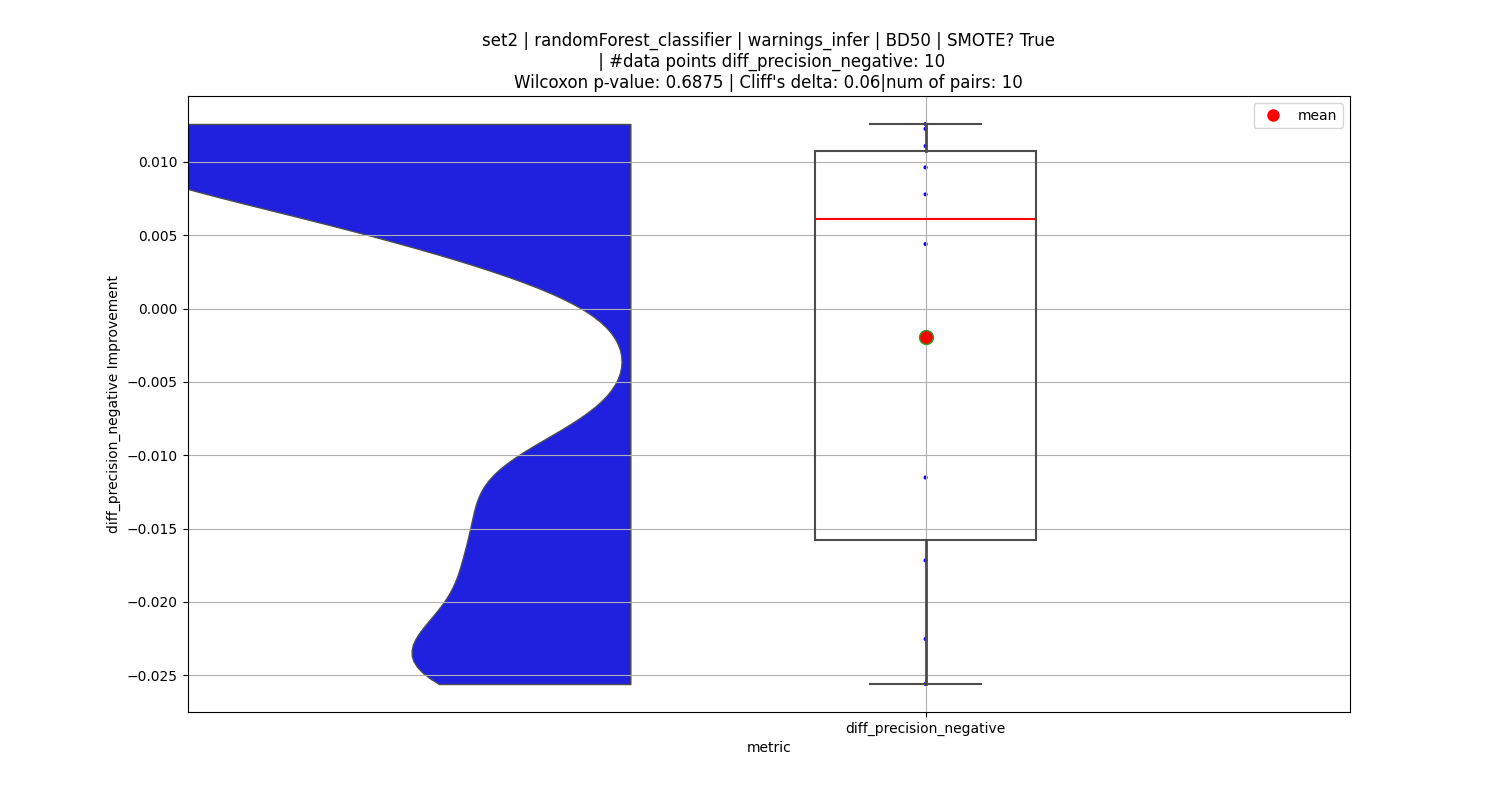 set2 | randomForest_classifier | warnings_infer | BD50 | SMOTE? True
| #data points diff_precision_negative: 10
Wilcoxon p-value: 0.6875 | Cliff's delta: 0.06|num of pairs: 10
mean
0.010
0.005
0.000
−0.005
−0.010
−0.015
−0.020
−0.025
diff_precision_negative Improvement
diff_precision_negative
metric